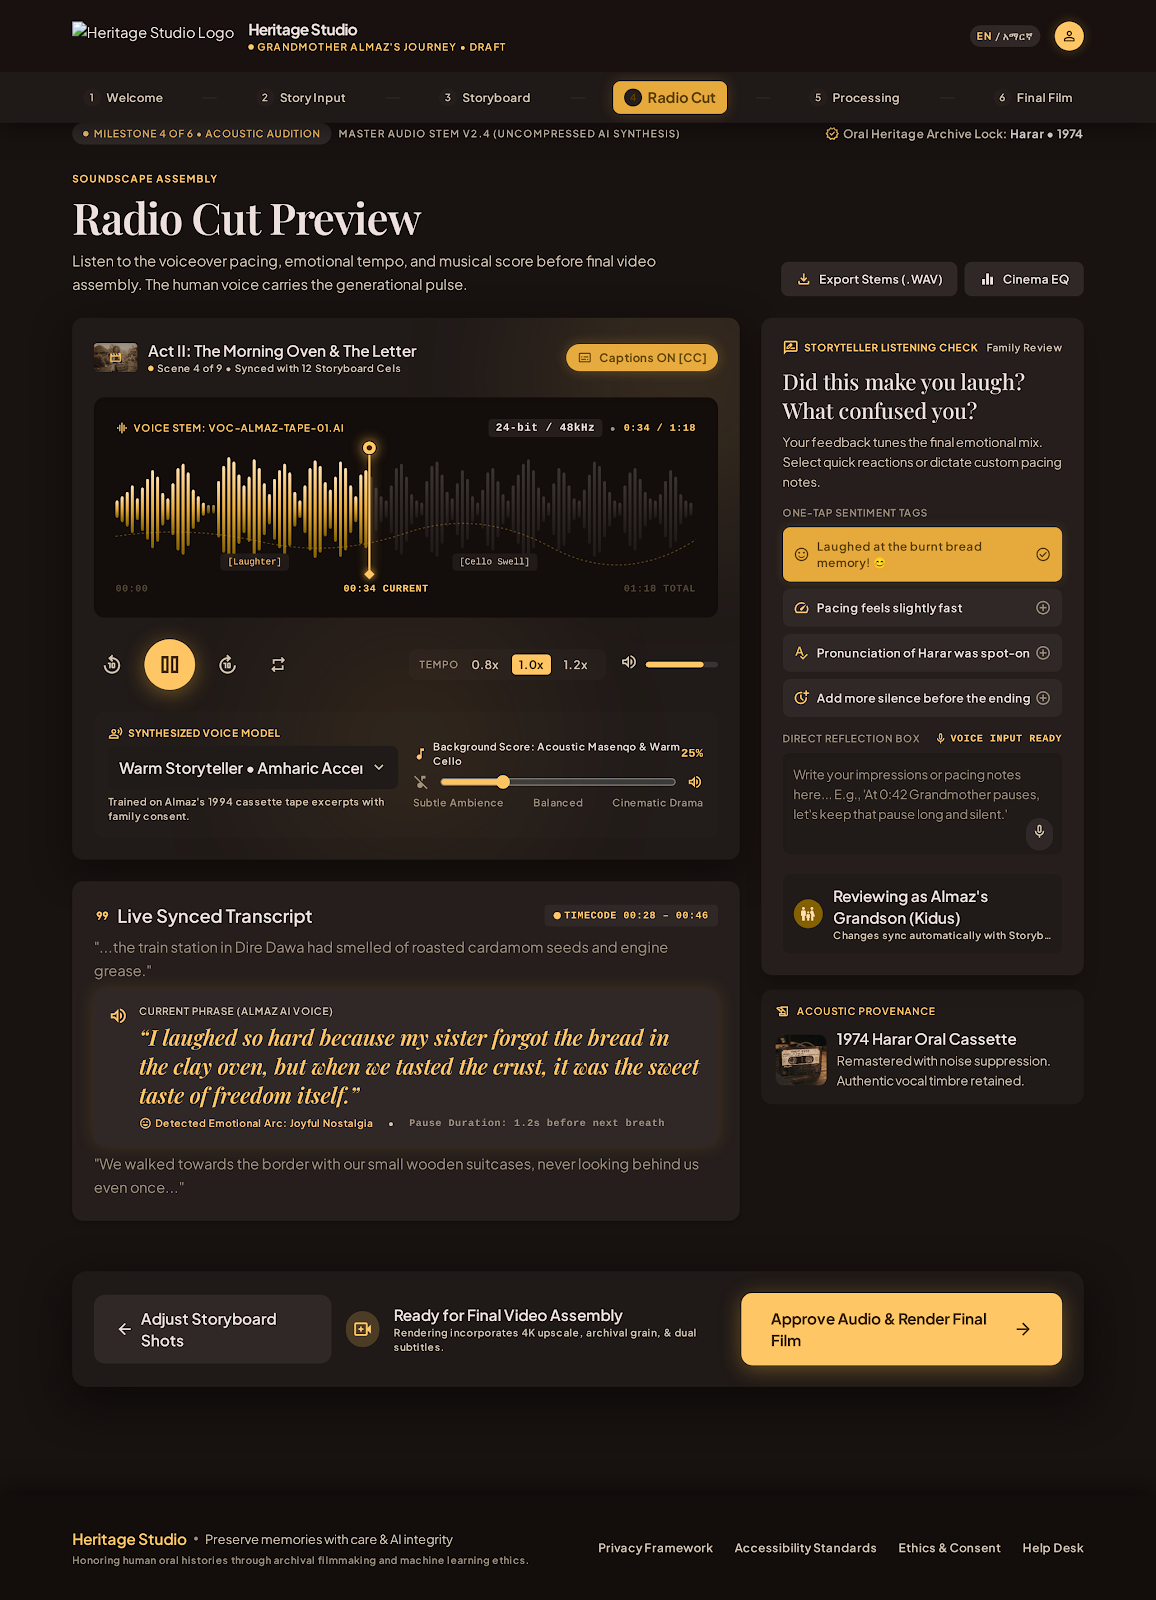 Heritage Studio Logo
Heritage Studio
GRANDMOTHER ALMAZ'S JOURNEY • DRAFT
EN / አማርኛ
1 Welcome
2 Story Input
3 Storyboard
4 Radio Cut
5 Processing
6 Final Film
MILESTONE 4 OF 6 • ACOUSTIC AUDITION
MASTER AUDIO STEM V2.4 (UNCOMPRESSED AI SYNTHESIS)
Oral Heritage Archive Lock: Harar • 1974
SOUNDSCAPE ASSEMBLY
Radio Cut Preview
Listen to the voiceover pacing, emotional tempo, and musical score before final video
assembly. The human voice carries the generational pulse.
Export Stems (.WAV)
Cinema EQ
Act II: The Morning Oven & The Letter
Scene 4 of 9 • Synced with 12 Storyboard Cels
Captions ON [CC]
VOICE STEM: VOC-ALMAZ-TAPE-01.AI
24-bit / 48kHz • 0:34 / 1:18
[Laughter]
[Cello Swell]
00:00
00:34 CURRENT
01:18 TOTAL
10
10
TEMPO 0.8x 1.0x 1.2x
SYNTHESIZED VOICE MODEL
Warm Storyteller • Amharic Accen
Trained on Almaz's 1994 cassette tape excerpts with
family consent.
Background Score: Acoustic Masenqo & Warm
Cello
25%
Subtle Ambience
Balanced
Cinematic Drama
Live Synced Transcript
TIMECODE 00:28 – 00:46
"...the train station in Dire Dawa had smelled of roasted cardamom seeds and engine
grease."
CURRENT PHRASE (ALMAZ AI VOICE)
“I laughed so hard because my sister forgot the bread in
the clay oven, but when we tasted the crust, it was the sweet
taste of freedom itself.”
Detected Emotional Arc: Joyful Nostalgia • Pause Duration: 1.2s before next breath
"We walked towards the border with our small wooden suitcases, never looking behind us
even once..."
STORYTELLER LISTENING CHECK
Family Review
Did this make you laugh?
What confused you?
Your feedback tunes the final emotional mix.
Select quick reactions or dictate custom pacing
notes.
ONE-TAP SENTIMENT TAGS
Laughed at the burnt bread
memory! 😊
Pacing feels slightly fast
Pronunciation of Harar was spot-on
Add more silence before the ending
DIRECT REFLECTION BOX
VOICE INPUT READY
Write your impressions or pacing notes
here... E.g., 'At 0:42 Grandmother pauses,
let's keep that pause long and silent.'
Reviewing as Almaz's
Grandson (Kidus)
Changes sync automatically with Storyb...
ACOUSTIC PROVENANCE
1974 Harar Oral Cassette
Remastered with noise suppression.
Authentic vocal timbre retained.
Adjust Storyboard
Shots
Ready for Final Video Assembly
Rendering incorporates 4K upscale, archival grain, & dual
subtitles.
Approve Audio & Render Final
Film
Heritage Studio • Preserve memories with care & AI integrity
Honoring human oral histories through archival filmmaking and machine learning ethics.
Privacy Framework
Accessibility Standards
Ethics & Consent
Help Desk